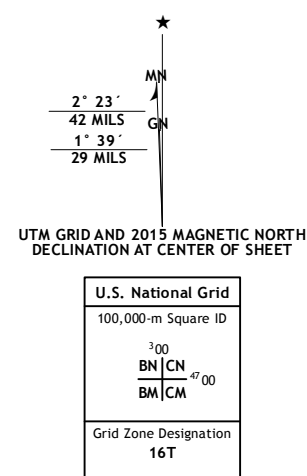 MN
2° 23´
42 MILS
GN
1° 39´
29 MILS
UTM GRID AND 2015 MAGNETIC NORTH
DECLINATION AT CENTER OF SHEET
U.S. National Grid
100,000-m Square ID
³00
BN CN
⁴⁷00
BM CM
Grid Zone Designation
16T